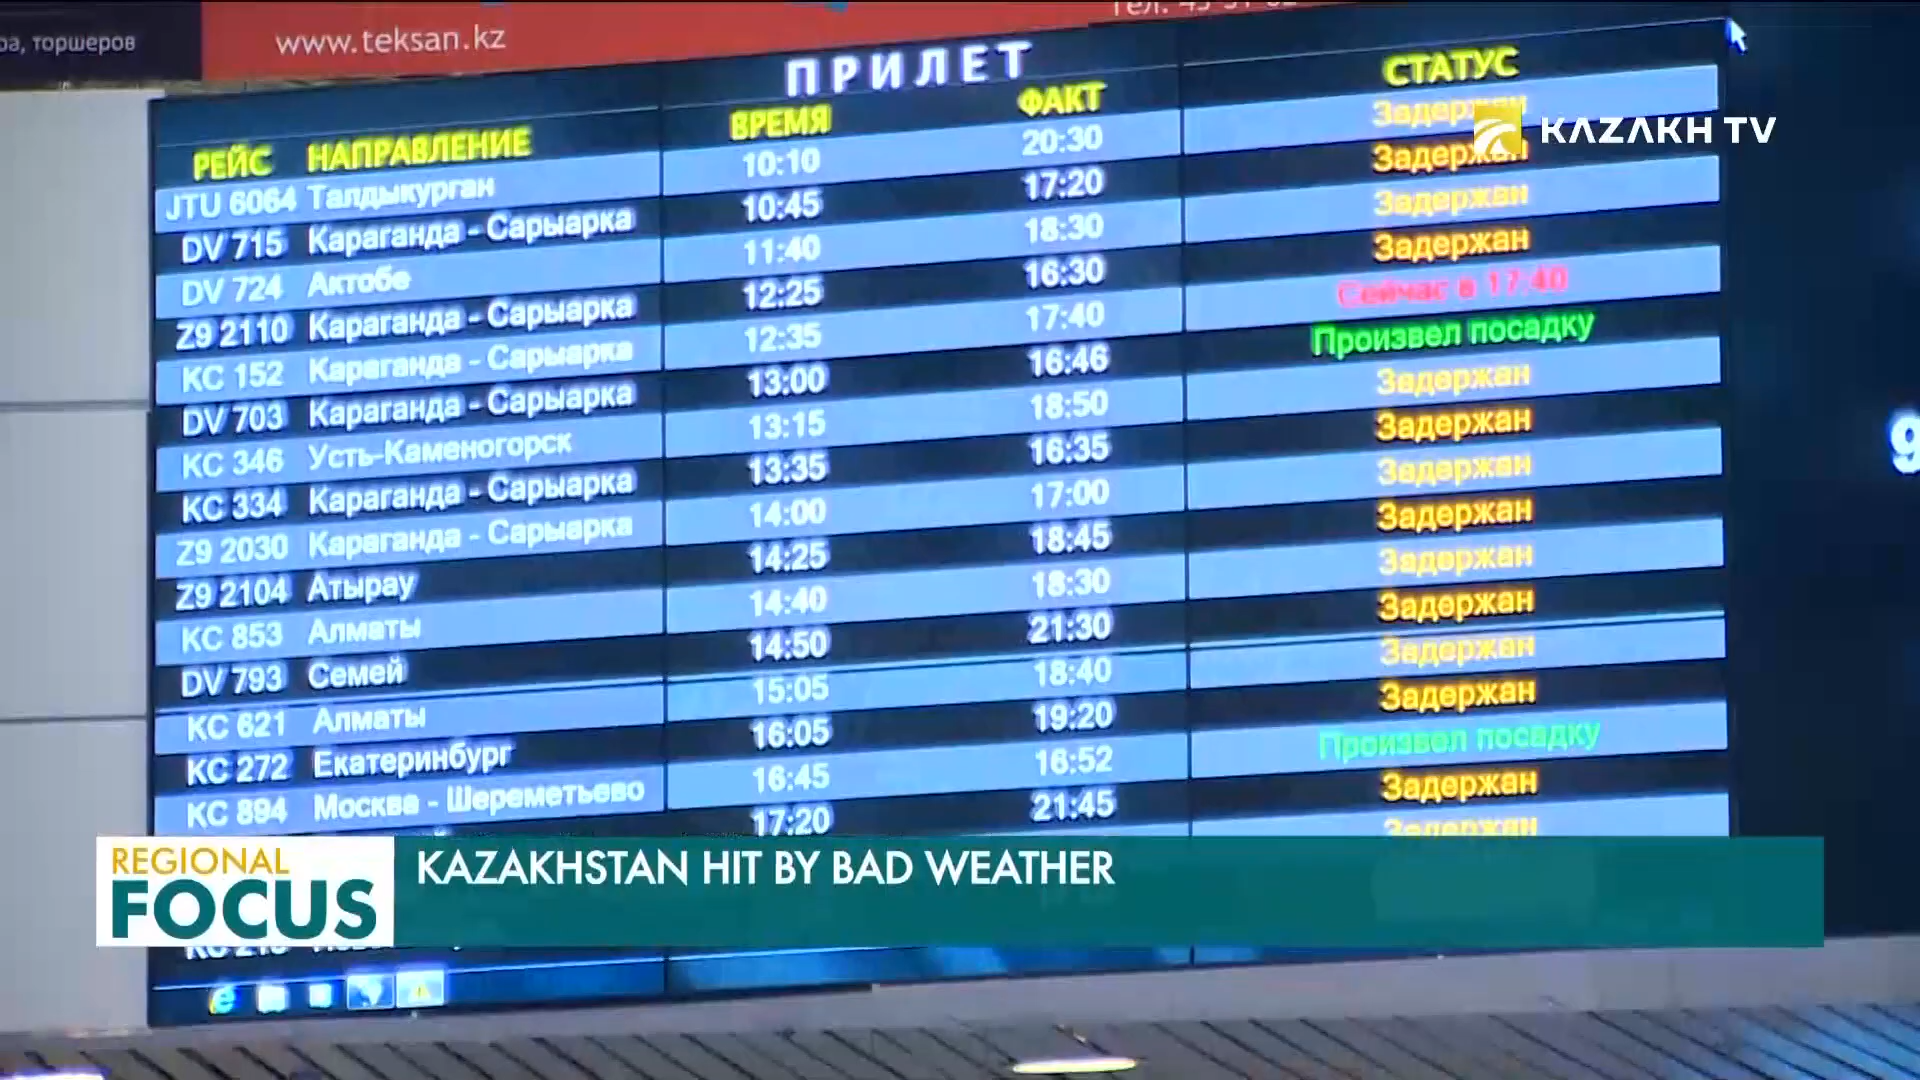 ра, торшеров
www.teksan.kz
KAZAKH TV
ПРИЛЕТ
РЕЙС НАПРАВЛЕНИЕ ВРЕМЯ ФАКТ СТАТУС
JTU 6064 Талдыкурган 10:10 20:30 Задержан
DV 715 Караганда - Сарыарка 10:45 17:20 Задержан
DV 724 Актобе 11:40 18:30 Задержан
Z9 2110 Караганда - Сарыарка 12:25 16:30 Задержан
KC 152 Караганда - Сарыарка 12:35 17:40 Сейчас в 17:40
DV 703 Караганда - Сарыарка 13:00 16:46 Произвел посадку
KC 346 Усть-Каменогорск 13:15 18:50 Задержан
KC 334 Караганда - Сарыарка 13:35 16:35 Задержан
Z9 2030 Караганда - Сарыарка 14:00 17:00 Задержан
Z9 2104 Атырау 14:25 18:45 Задержан
KC 853 Алматы 14:40 18:30 Задержан
DV 793 Семей 14:50 21:30 Задержан
KC 621 Алматы 15:05 18:40 Задержан
KC 272 Екатеринбург 16:05 19:20 Задержан
KC 894 Москва - Шереметьево 16:45 16:52 Произвел посадку
17:20 21:45 Задержан
Задержан
9
REGIONAL
FOCUS
KAZAKHSTAN HIT BY BAD WEATHER